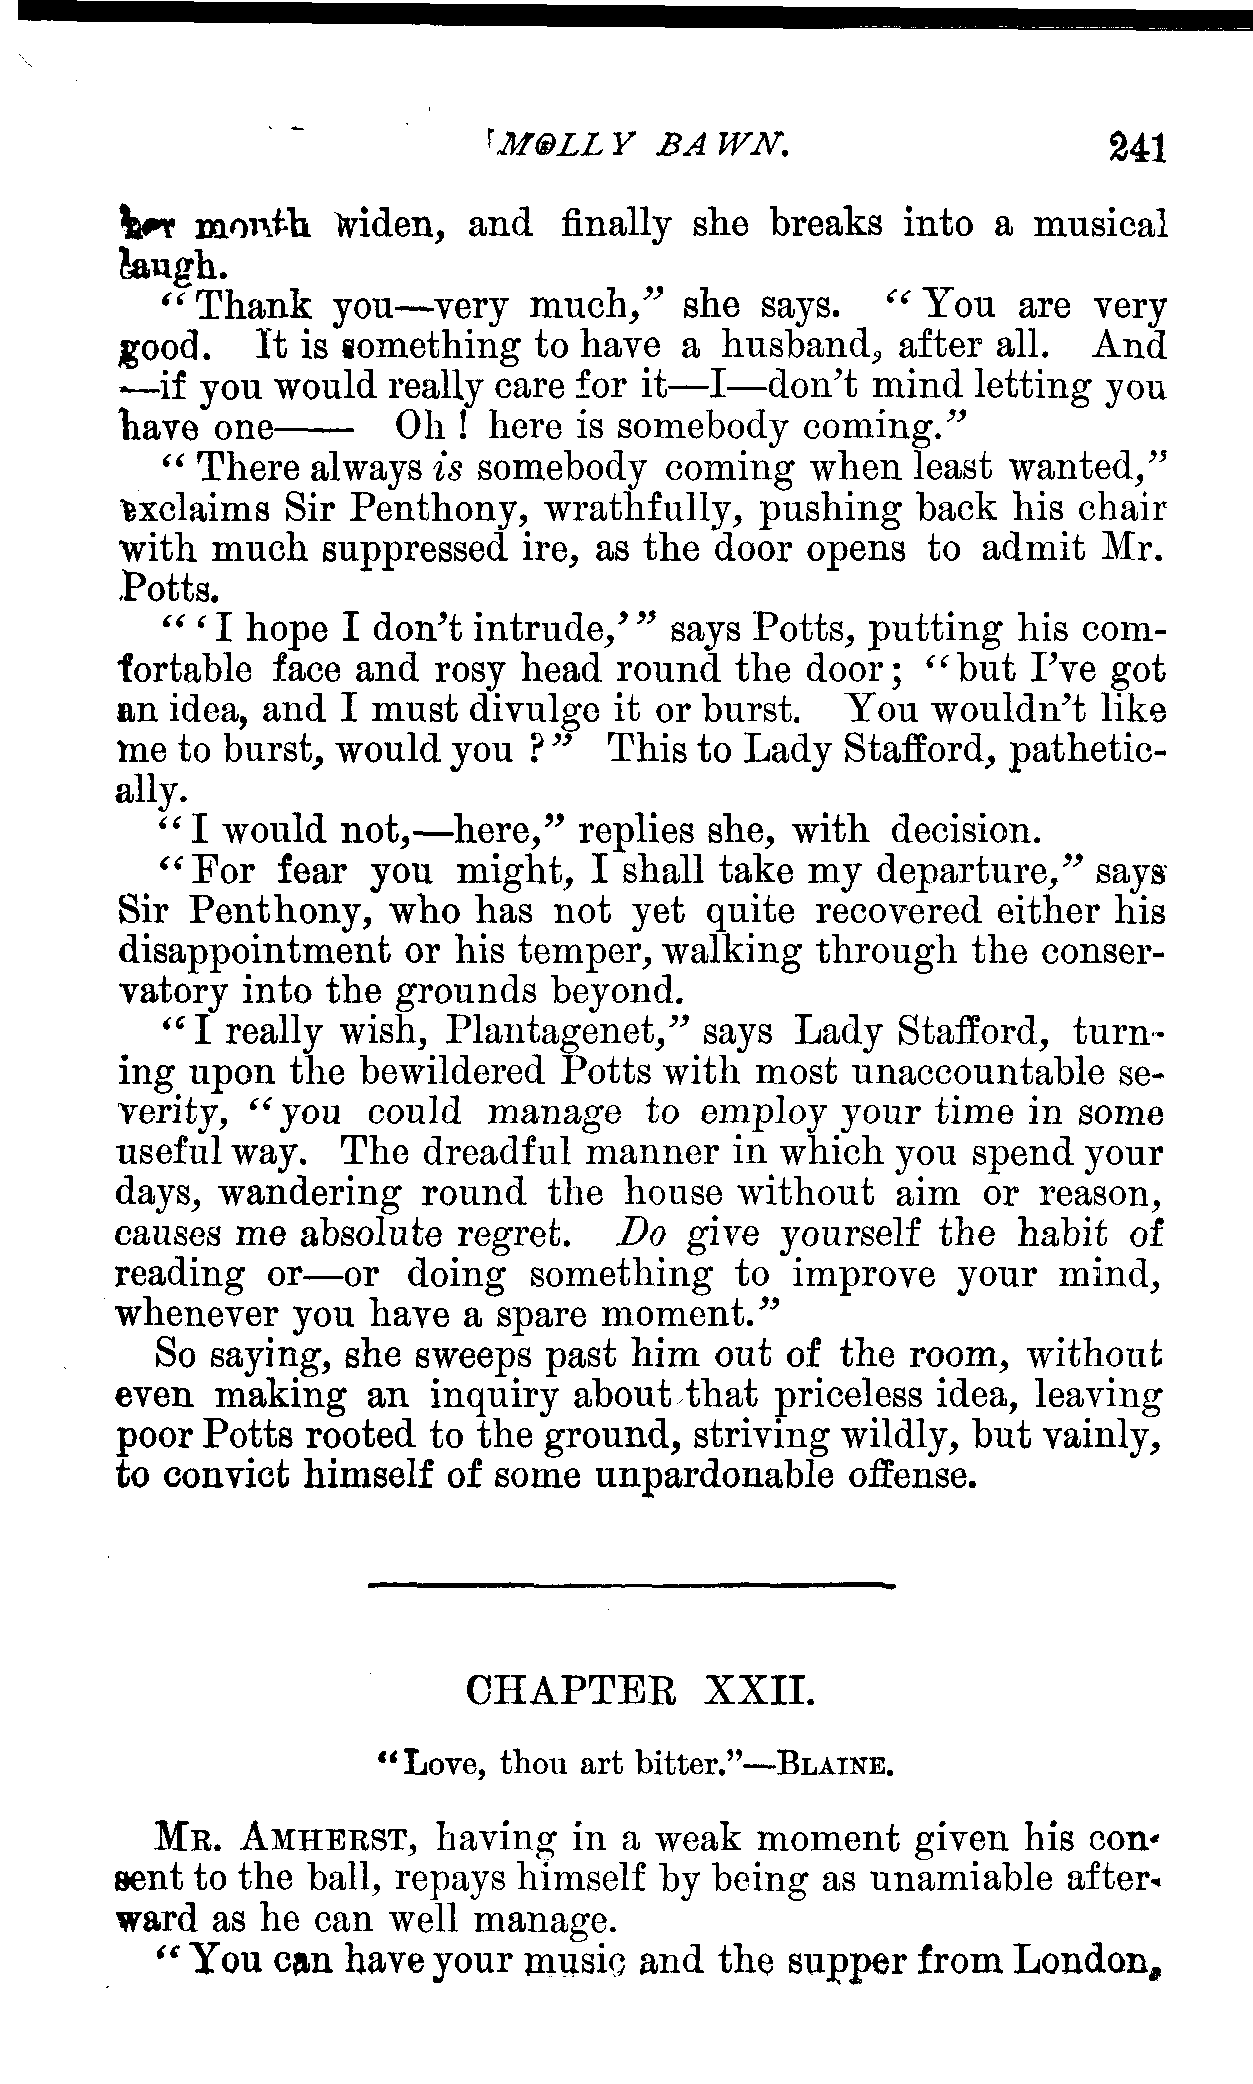 MOLLY BAWN. 241
her mouth widen, and finally she breaks into a musical
laugh.
"Thank you—very much," she says. "You are very
good. It is something to have a husband, after all. And
—if you would really care for it—I—don't mind letting you
have one—— Oh! here is somebody coming."
"There always is somebody coming when least wanted,"
exclaims Sir Penthony, wrathfully, pushing back his chair
with much suppressed ire, as the door opens to admit Mr.
Potts.
"'I hope I don't intrude,'" says Potts, putting his com-
fortable face and rosy head round the door; "but I've got
an idea, and I must divulge it or burst. You wouldn't like
me to burst, would you?" This to Lady Stafford, pathetic-
ally.
"I would not,—here," replies she, with decision.
"For fear you might, I shall take my departure," says
Sir Penthony, who has not yet quite recovered either his
disappointment or his temper, walking through the conser-
vatory into the grounds beyond.
"I really wish, Plantagenet," says Lady Stafford, turn-
ing upon the bewildered Potts with most unaccountable se-
verity, "you could manage to employ your time in some
useful way. The dreadful manner in which you spend your
days, wandering round the house without aim or reason,
causes me absolute regret. Do give yourself the habit of
reading or—or doing something to improve your mind,
whenever you have a spare moment."
So saying, she sweeps past him out of the room, without
even making an inquiry about that priceless idea, leaving
poor Potts rooted to the ground, striving wildly, but vainly,
to convict himself of some unpardonable offense.
CHAPTER XXII.
"Love, thou art bitter."—BLAINE.
MR. AMHERST, having in a weak moment given his con-
sent to the ball, repays himself by being as unamiable after-
ward as he can well manage.
"You can have your music and the supper from London,